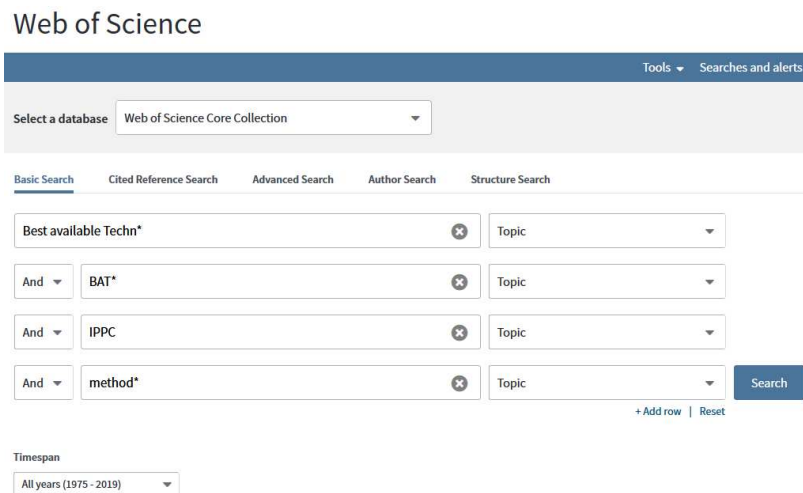 Web of Science
Tools Searches and alerts
Select a database Web of Science Core Collection
Basic Search Cited Reference Search Advanced Search Author Search Structure Search
Best available Techn* Topic
And BAT* Topic
And IPPC Topic
And method* Topic Search
+ Add row | Reset
Timespan
All years (1975 - 2019)